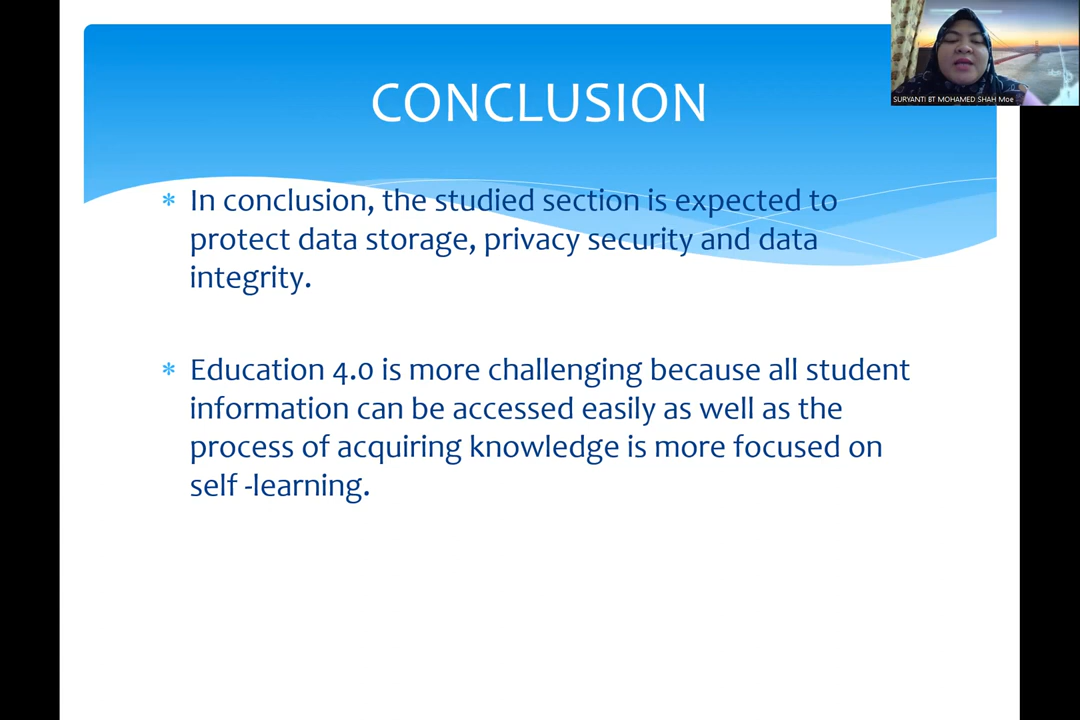 CONCLUSION
SURYANTI BT MOHAMED SHAH Moe
* In conclusion, the studied section is expected to
protect data storage, privacy security and data
integrity.
* Education 4.0 is more challenging because all student
information can be accessed easily as well as the
process of acquiring knowledge is more focused on
self -learning.